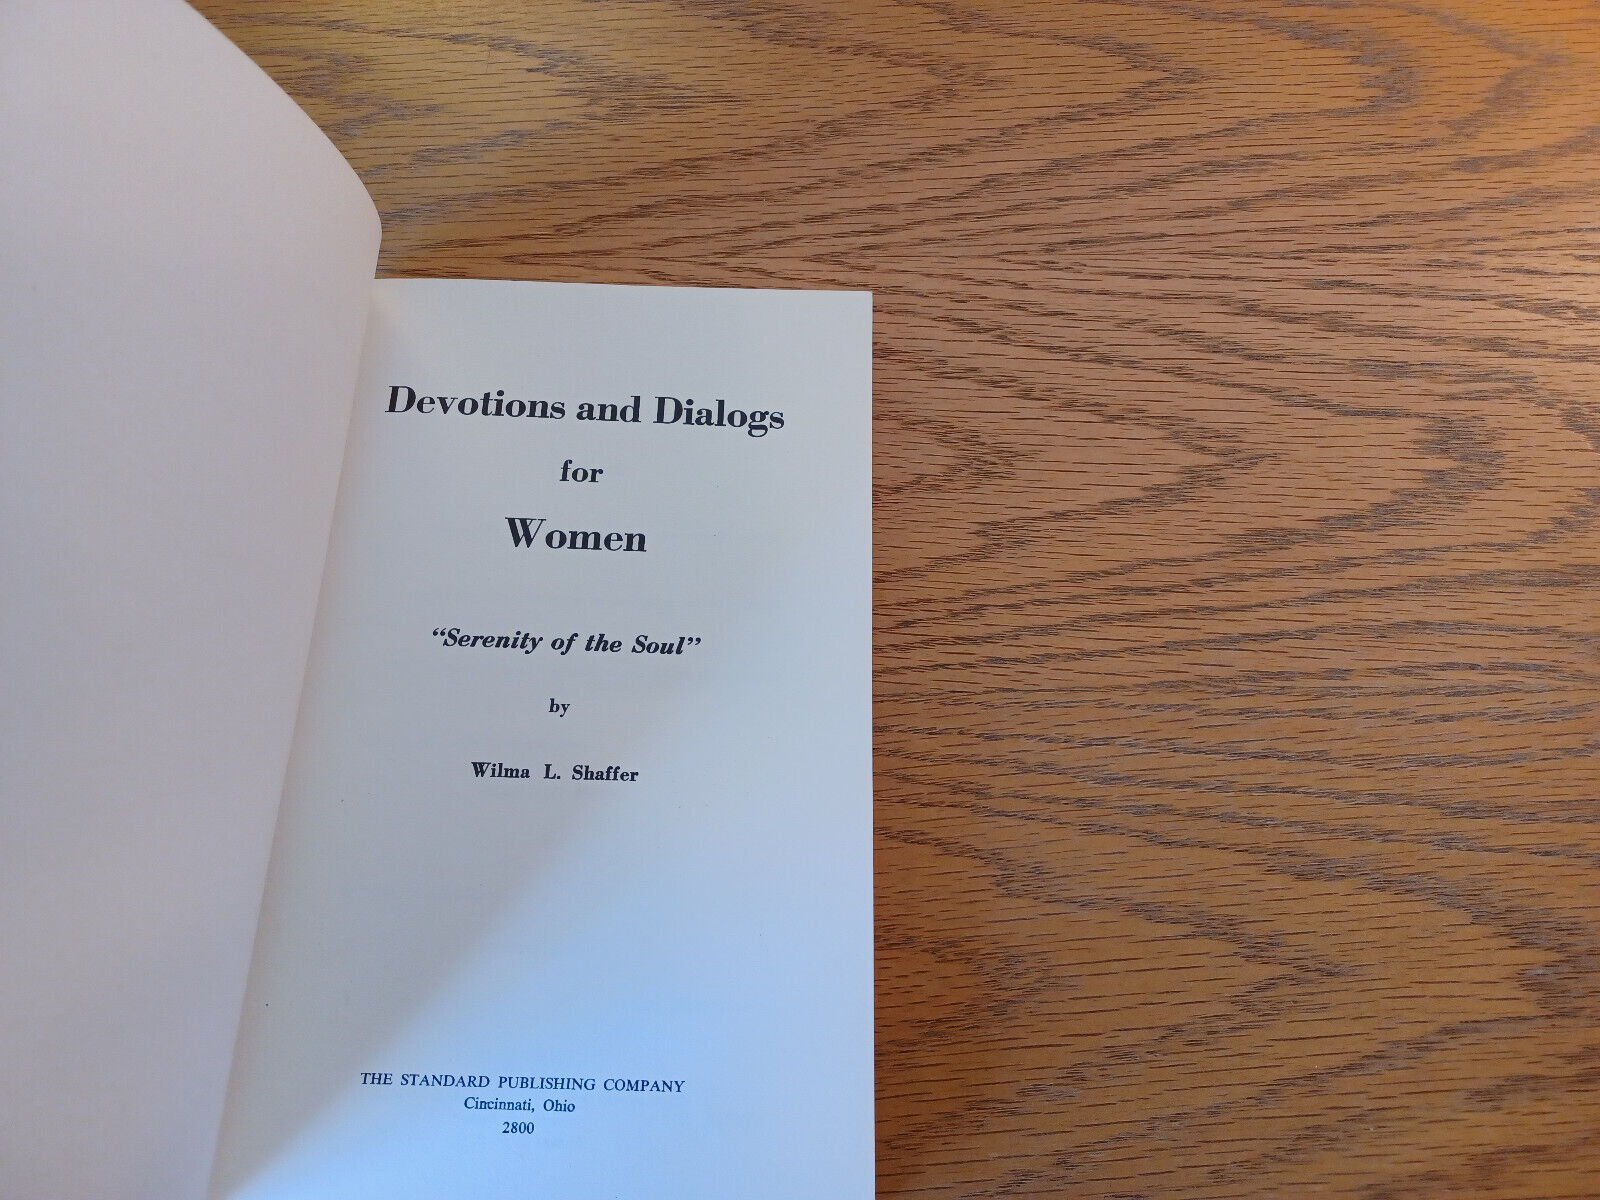 Devotions and Dialogs
for
Women
“Serenity of the Soul”
by
Wilma L. Shaffer
THE STANDARD PUBLISHING COMPANY
Cincinnati, Ohio
2800